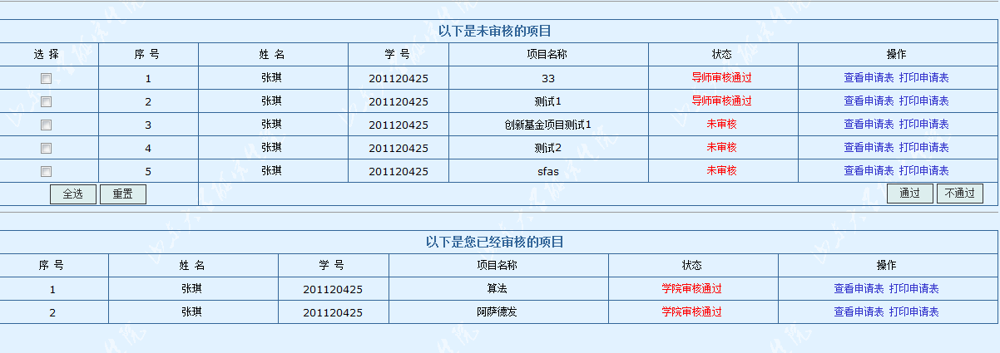 以下是未审核的项目
选 择 序 号 姓 名 学 号 项目名称 状态 操作
1 张琪 201120425 33 导师审核通过 查看申请表 打印申请表
2 张琪 201120425 测试1 导师审核通过 查看申请表 打印申请表
3 张琪 201120425 创新基金项目测试1 未审核 查看申请表 打印申请表
4 张琪 201120425 测试2 未审核 查看申请表 打印申请表
5 张琪 201120425 sfas 未审核 查看申请表 打印申请表
全选 重置 通过 不通过
以下是您已经审核的项目
序 号 姓 名 学 号 项目名称 状态 操作
1 张琪 201120425 算法 学院审核通过 查看申请表 打印申请表
2 张琪 201120425 阿萨德发 学院审核通过 查看申请表 打印申请表